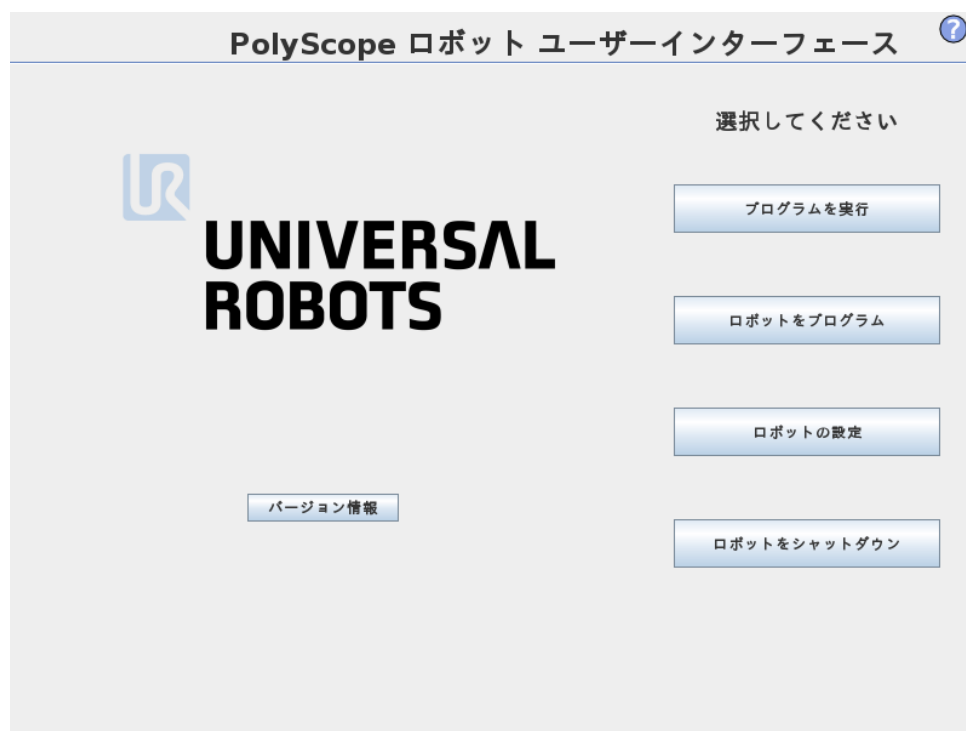 PolyScope ロボット ユーザーインターフェース
?
選択してください
UR
UNIVERSAL
ROBOTS
プログラムを実行
ロボットをプログラム
ロボットの設定
バージョン情報
ロボットをシャットダウン